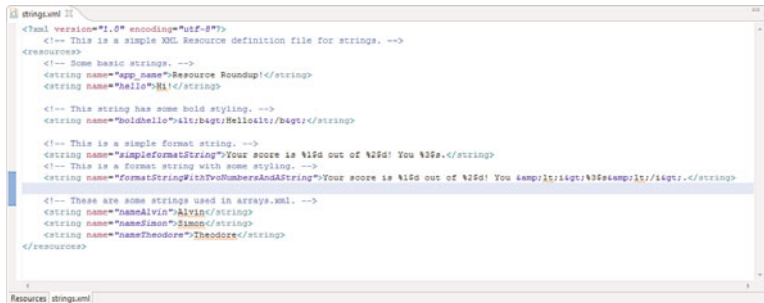 strings.xml
<?xml version="1.0" encoding="utf-8"?>
<!-- This is a simple XML Resource definition file for strings. -->
<resources>
<!-- Some basic strings. -->
<string name="app_name">Resource Roundup!</string>
<string name="hello">Hi!</string>
<!-- This string has some bold styling. -->
<string name="boldhello">&lt;b&gt;Hello&lt;/b&gt;</string>
<!-- This is a simple format string. -->
<string name="simpleformatString">Your score is %1$d out of %2$d! You %3$s.</string>
<!-- This is a format string with some styling. -->
<string name="formatStringWithTwoNumbersAndAString">Your score is %1$d out of %2$d! You &amp;lt;i&gt;%3$s&amp;lt;/i&gt;.</string>
<!-- These are some strings used in arrays.xml. -->
<string name="nameAlvin">Alvin</string>
<string name="nameSimon">Simon</string>
<string name="nameTheodore">Theodore</string>
</resources>
Resources strings.xml